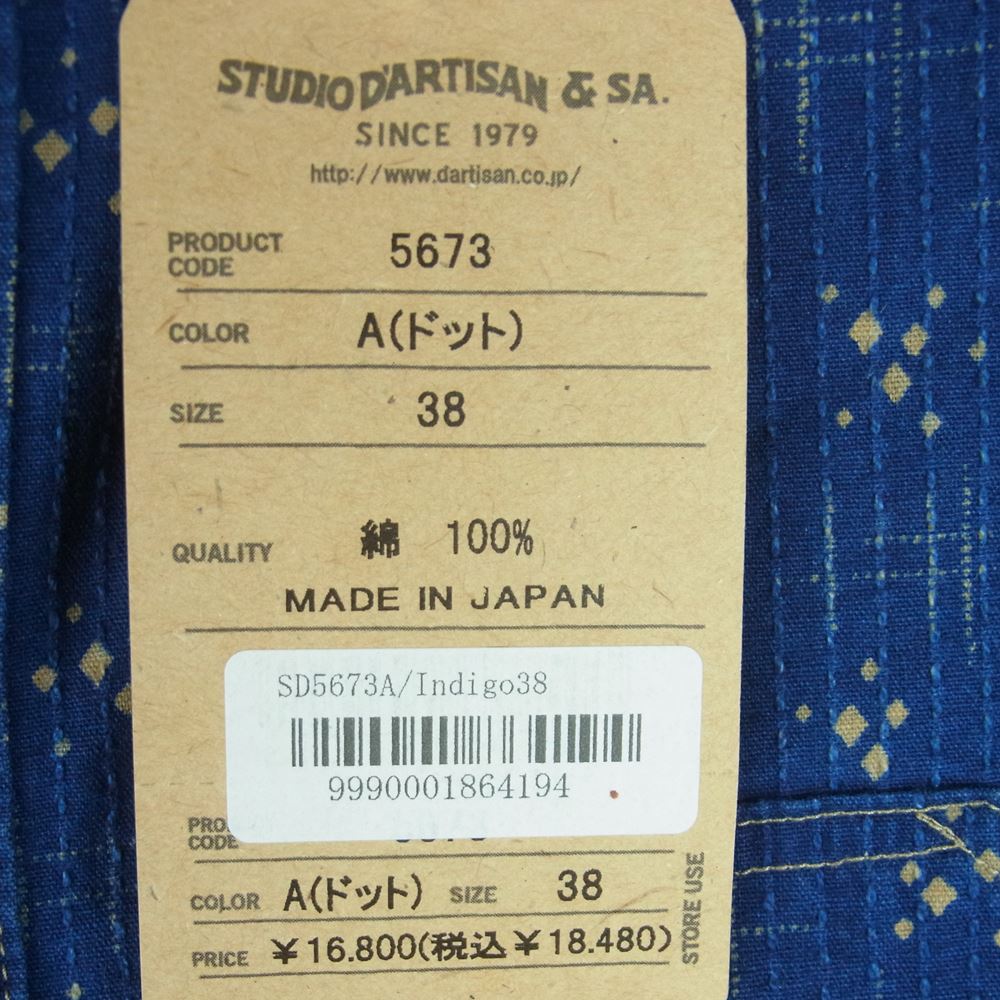 STUDIO D'ARTISAN & SA.
SINCE 1979
http://www.dartisan.co.jp/
PRODUCT CODE 5673
COLOR A(ドット)
SIZE 38
QUALITY 綿 100%
MADE IN JAPAN
SD5673A/Indigo38
9990001864194
PRO
CODE
COLOR A(ドット) SIZE 38
PRICE ¥16.800(税込¥18.480)
STORE USE